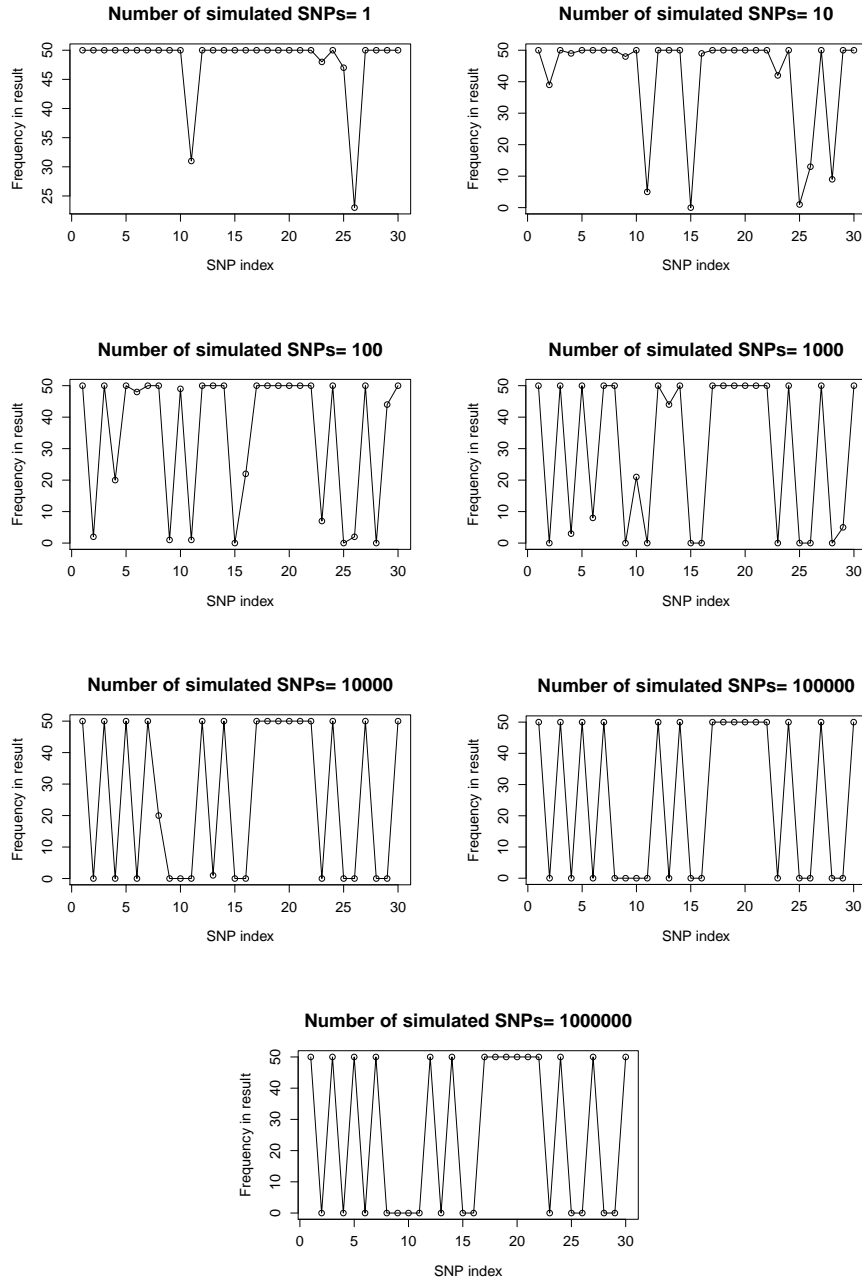 Number of simulated SNPs= 1
Frequency in result
50
45
40
35
30
25
0 5 10 15 20 25 30
SNP index
Number of simulated SNPs= 10
Frequency in result
50
40
30
20
10
0
0 5 10 15 20 25 30
SNP index
Number of simulated SNPs= 100
Frequency in result
50
40
30
20
10
0
0 5 10 15 20 25 30
SNP index
Number of simulated SNPs= 1000
Frequency in result
50
40
30
20
10
0
0 5 10 15 20 25 30
SNP index
Number of simulated SNPs= 10000
Frequency in result
50
40
30
20
10
0
0 5 10 15 20 25 30
SNP index
Number of simulated SNPs= 100000
Frequency in result
50
40
30
20
10
0
0 5 10 15 20 25 30
SNP index
Number of simulated SNPs= 1000000
Frequency in result
50
40
30
20
10
0
0 5 10 15 20 25 30
SNP index